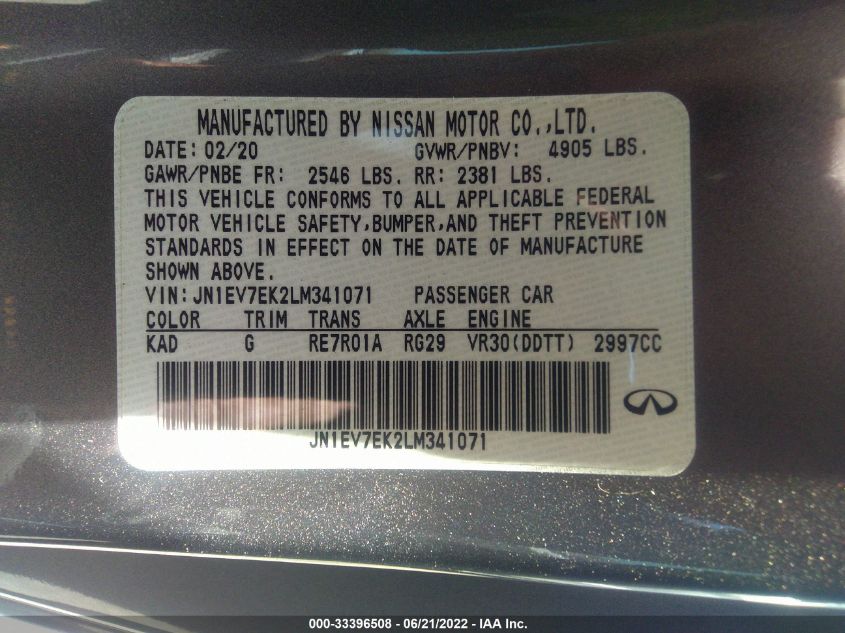 MANUFACTURED BY NISSAN MOTOR CO.,LTD.
DATE: 02/20 GVWR/PNBV: 4905 LBS.
GAWR/PNBE FR: 2546 LBS. RR: 2381 LBS.
THIS VEHICLE CONFORMS TO ALL APPLICABLE FEDERAL
MOTOR VEHICLE SAFETY,BUMPER,AND THEFT PREVENTION
STANDARDS IN EFFECT ON THE DATE OF MANUFACTURE
SHOWN ABOVE.
VIN: JN1EV7EK2LM341071 PASSENGER CAR
COLOR TRIM TRANS AXLE ENGINE
KAD G RE7R01A RG29 VR30(DDTT) 2997CC
JN1EV7EK2LM341071
000-33396508 - 06/21/2022 - IAA Inc.